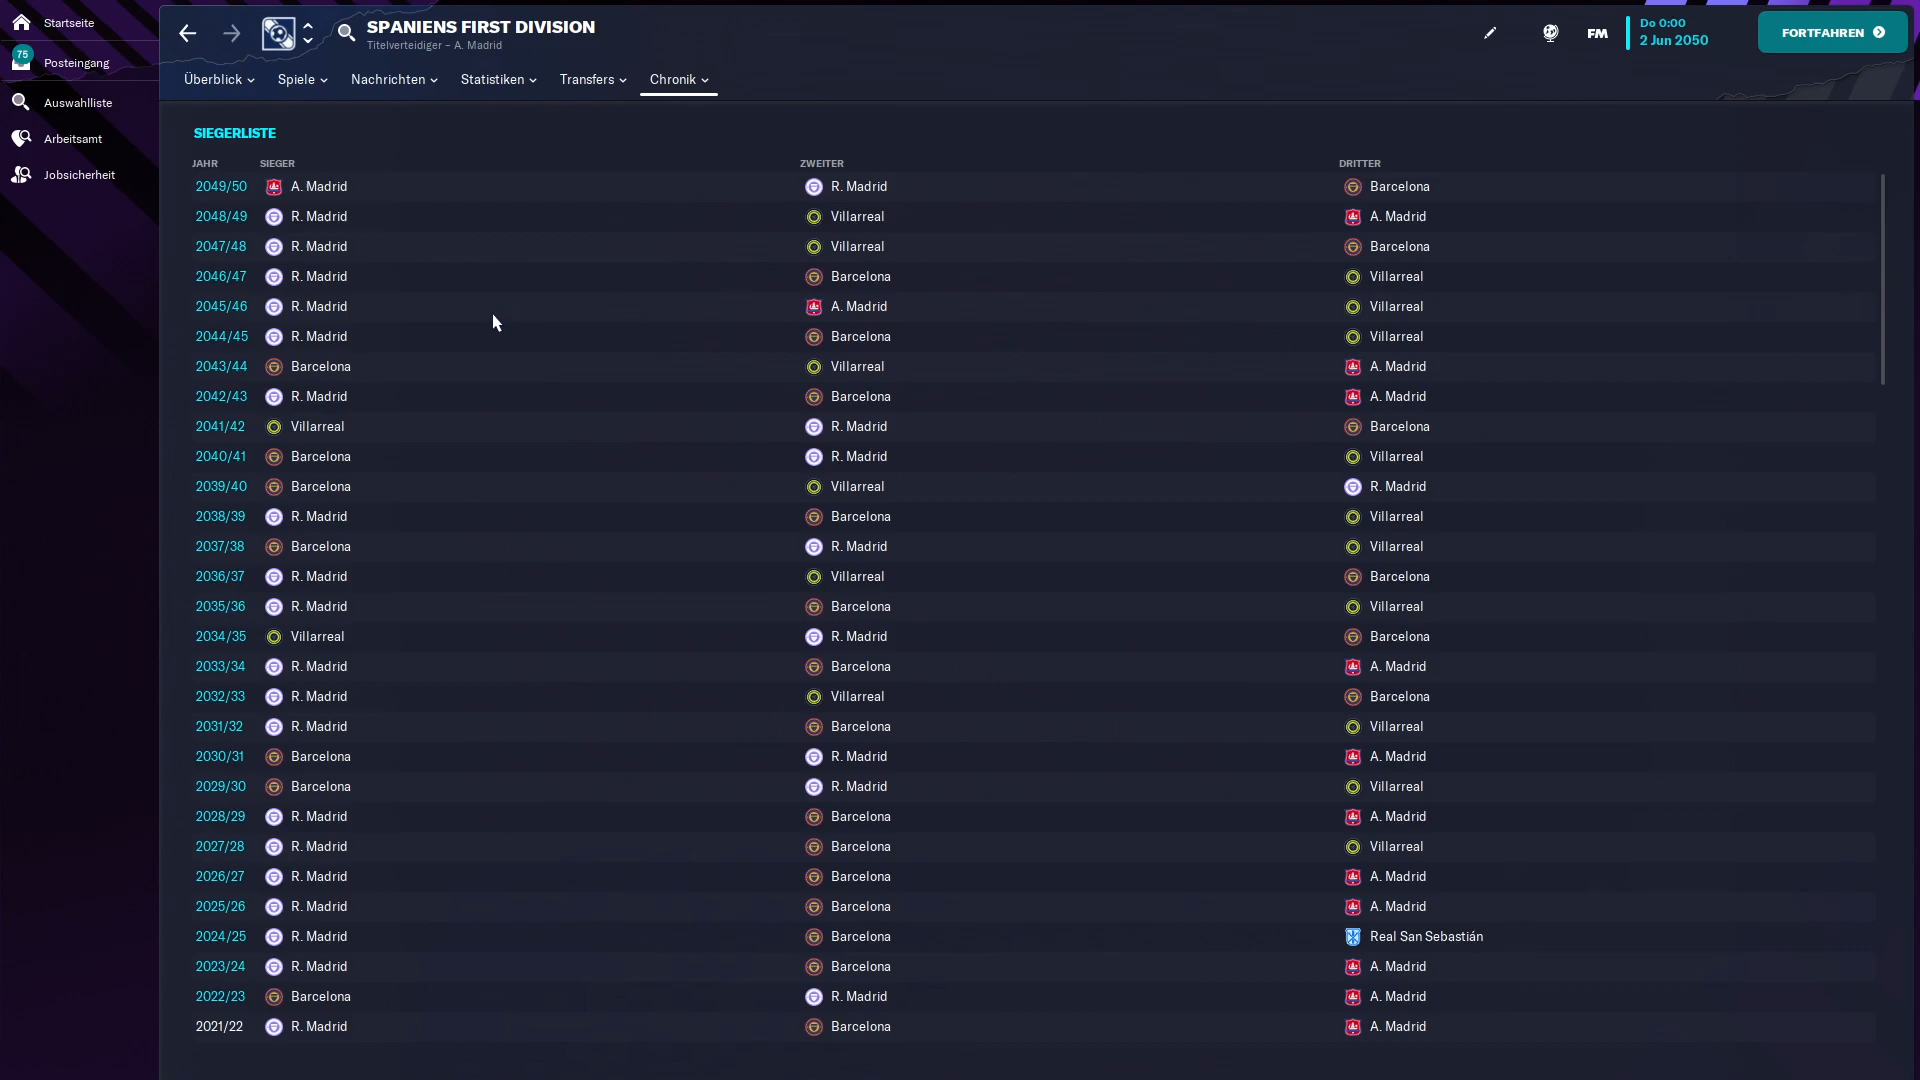 Startseite
75
Posteingang
Auswahlliste
Arbeitsamt
Jobsicherheit
SPANIENS FIRST DIVISION
Titelverteidiger – A. Madrid
FM
Do 0:00
2 Jun 2050
FORTFAHREN
Überblick
Spiele
Nachrichten
Statistiken
Transfers
Chronik
SIEGERLISTE
JAHR SIEGER ZWEITER DRITTER
2049/50 A. Madrid R. Madrid Barcelona
2048/49 R. Madrid Villarreal A. Madrid
2047/48 R. Madrid Villarreal Barcelona
2046/47 R. Madrid Barcelona Villarreal
2045/46 R. Madrid A. Madrid Villarreal
2044/45 R. Madrid Barcelona Villarreal
2043/44 Barcelona Villarreal A. Madrid
2042/43 R. Madrid Barcelona A. Madrid
2041/42 Villarreal R. Madrid Barcelona
2040/41 Barcelona R. Madrid Villarreal
2039/40 Barcelona Villarreal R. Madrid
2038/39 R. Madrid Barcelona Villarreal
2037/38 Barcelona R. Madrid Villarreal
2036/37 R. Madrid Villarreal Barcelona
2035/36 R. Madrid Barcelona Villarreal
2034/35 Villarreal R. Madrid Barcelona
2033/34 R. Madrid Barcelona A. Madrid
2032/33 R. Madrid Villarreal Barcelona
2031/32 R. Madrid Barcelona Villarreal
2030/31 Barcelona R. Madrid A. Madrid
2029/30 Barcelona R. Madrid Villarreal
2028/29 R. Madrid Barcelona A. Madrid
2027/28 R. Madrid Barcelona Villarreal
2026/27 R. Madrid Barcelona A. Madrid
2025/26 R. Madrid Barcelona A. Madrid
2024/25 R. Madrid Barcelona Real San Sebastián
2023/24 R. Madrid Barcelona A. Madrid
2022/23 Barcelona R. Madrid A. Madrid
2021/22 R. Madrid Barcelona A. Madrid